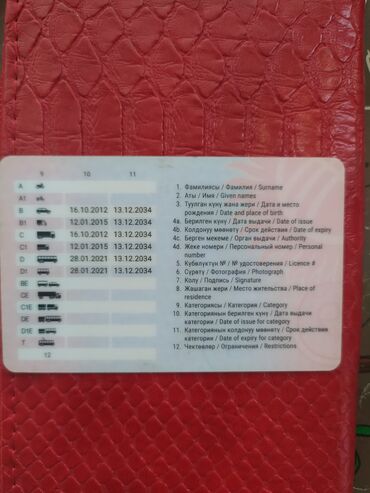 9 10 11
A
A1
B 16.10.2012 13.12.2034
B1 12.01.2015 13.12.2034
C 16.10.2012 13.12.2034
C1 12.01.2015 13.12.2034
D 28.01.2021 13.12.2034
D1 28.01.2021 13.12.2034
BE
CE
C1E
DE
D1E
T
12
1. Фамилиясы / Фамилия / Surname
2. Аты / Имя / Given names
3. Туулган күнү жана жери / Дата и место
рождения / Date and place of birth
4a. Берилген күнү / Дата выдачи / Date of issue
4b. Колдонуу мөөнөтү / Срок действия / Date of expiry
4c. Берген мекеме / Орган выдачи / Authority
4d. Жеке номери / Персональный номер / Personal
number
5. Күбөлүктүн № / № удостоверения / Licence #
6. Сүрөтү / Фотография / Photograph
7. Колу / Подпись / Signature
8. Жашаган жери / Место жительства / Place of
residence
9. Категориясы / Категория / Category
10. Категориянын берилген күнү / Дата выдачи
категории / Date of issue for category
11. Категориянын колдонуу мөөнөтү / Срок действия
категории / Date of expiry for category
12. Чектөөлөр / Ограничения / Restrictions